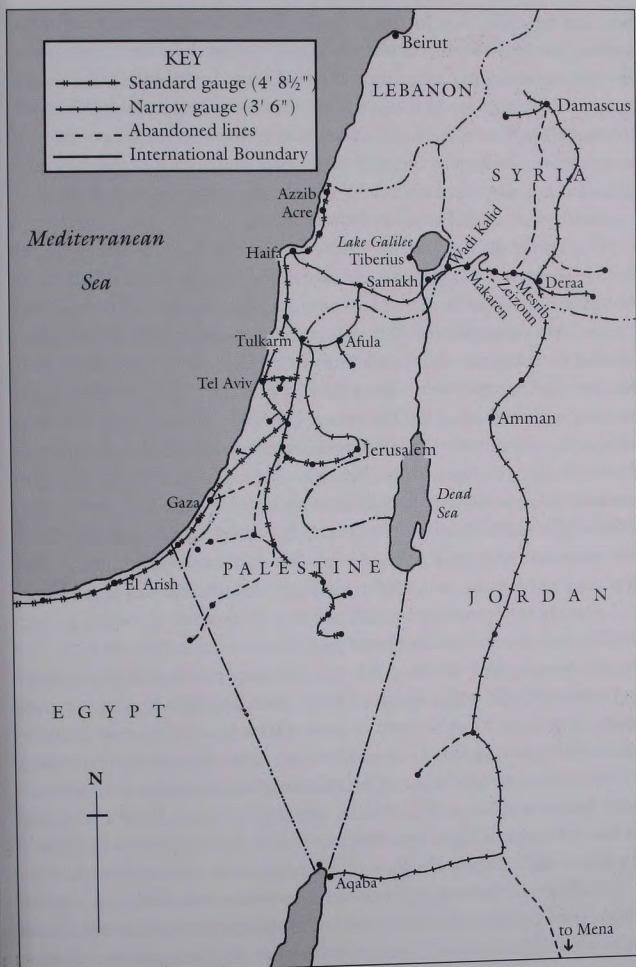 KEY
Standard gauge (4' 8½")
Narrow gauge (3' 6")
Abandoned lines
International Boundary
Beirut
LEBANON
Damascus
SYRIA
Azzib
Acre
Mediterranean
Sea
Haifa
Lake Galilee
Tiberius
Wadi Kalid
Samakh
Makaren
Zeizoun
Mesrib
Deraa
Tulkarm
Afula
Tel Aviv
Amman
Jerusalem
Gaza
Dead
Sea
PALESTINE
El Arish
JORDAN
EGYPT
N
Aqaba
to Mena